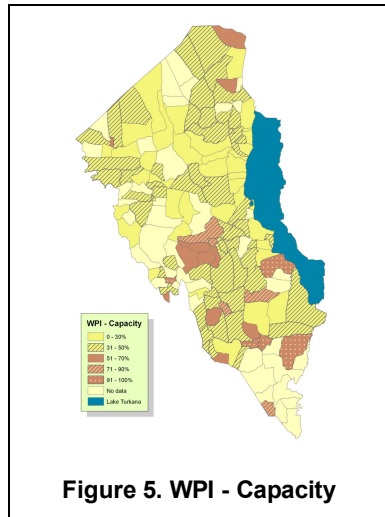 WPI - Capacity
0 - 30%
31 - 50%
51 - 70%
71 - 90%
91 - 100%
No data
Lake Turkana
Figure 5. WPI - Capacity